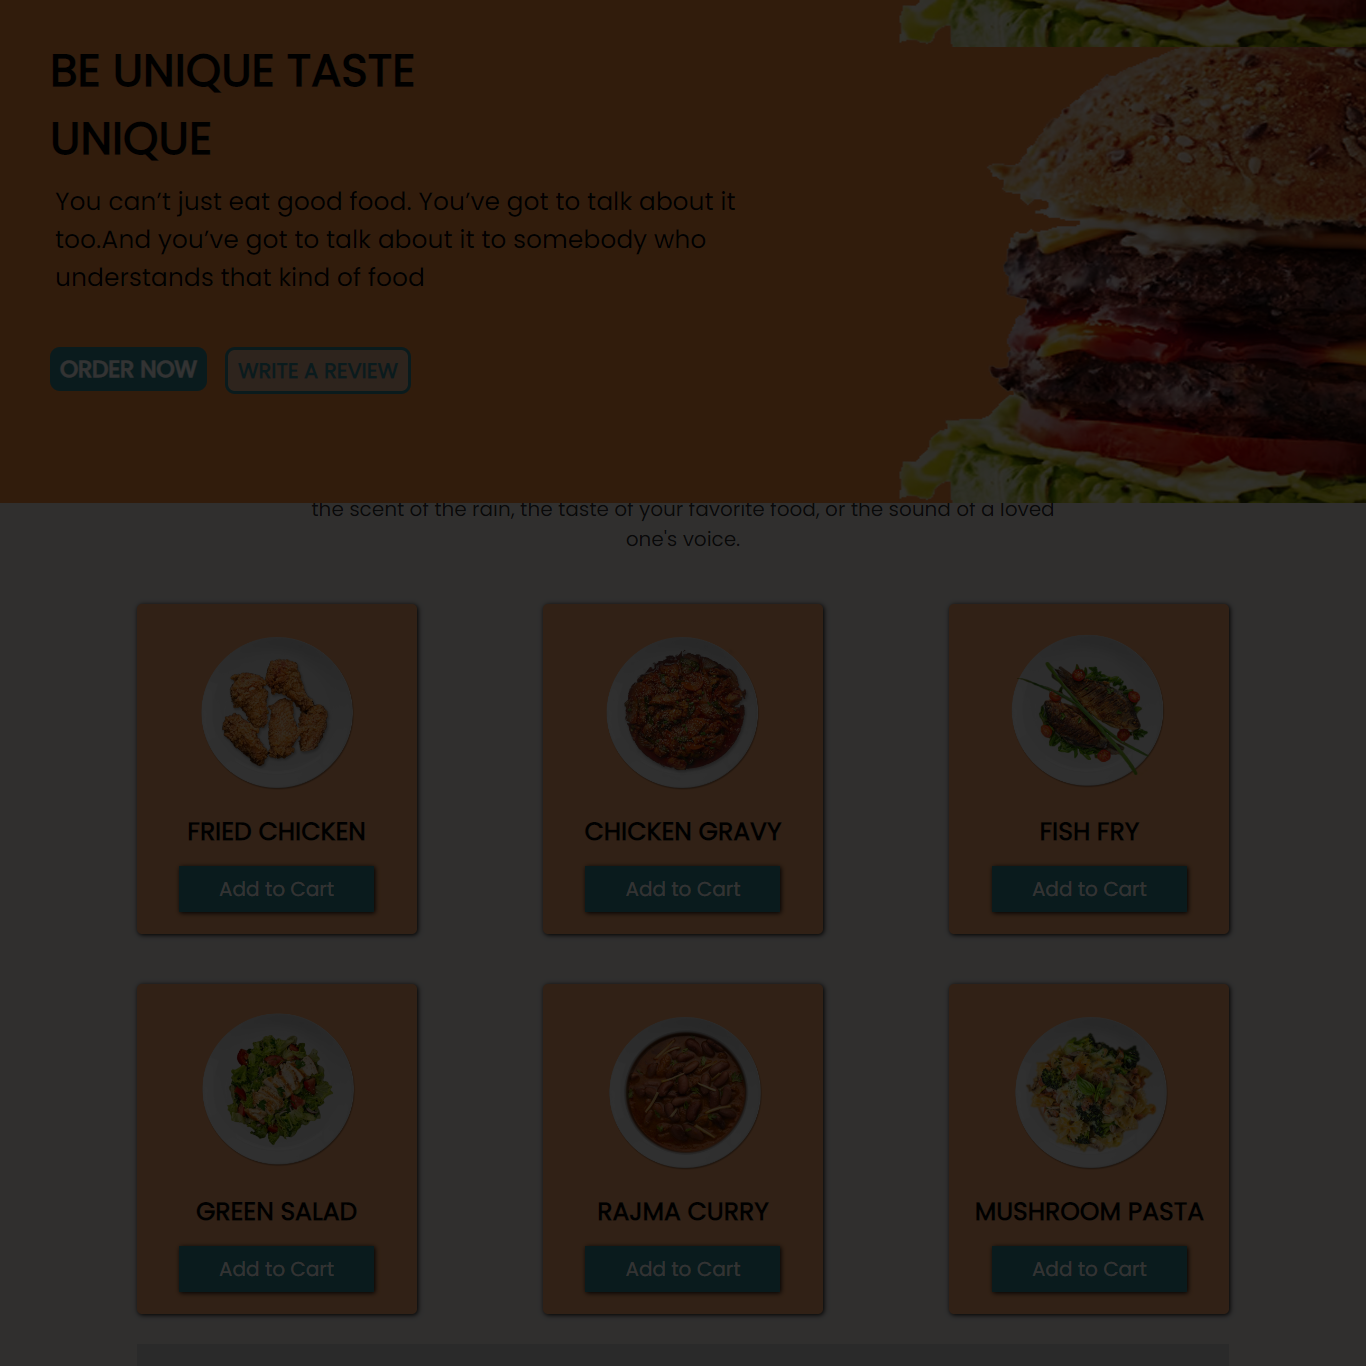 BE UNIQUE TASTE
UNIQUE
You can’t just eat good food. You’ve got to talk about it
too.And you’ve got to talk about it to somebody who
understands that kind of food
ORDER NOW
WRITE A REVIEW
the scent of the rain, the taste of your favorite food, or the sound of a loved
one's voice.
FRIED CHICKEN
CHICKEN GRAVY
FISH FRY
Add to Cart
Add to Cart
Add to Cart
GREEN SALAD
RAJMA CURRY
MUSHROOM PASTA
Add to Cart
Add to Cart
Add to Cart